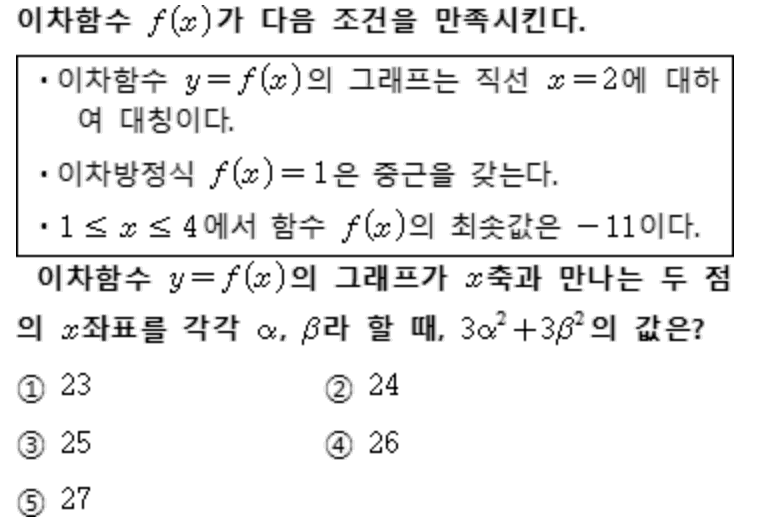 이차함수 f(x)가 다음 조건을 만족시킨다.
・이차함수 y=f(x)의 그래프는 직선 x=2에 대하
여 대칭이다.
・이차방정식 f(x)=1은 중근을 갖는다.
・1≤x≤4에서 함수 f(x)의 최솟값은 -11이다.
이차함수 y=f(x)의 그래프가 x축과 만나는 두 점
의 x좌표를 각각 α, β라 할 때, 3α²+3β²의 값은?
① 23 ② 24
③ 25 ④ 26
⑤ 27